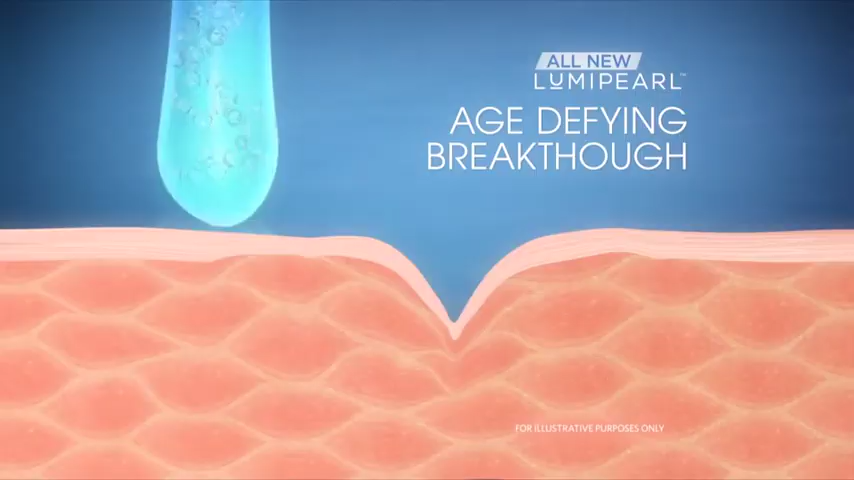 ALL NEW
LUMIPEARL™
AGE DEFYING
BREAKTHOUGH
FOR ILLUSTRATIVE PURPOSES ONLY